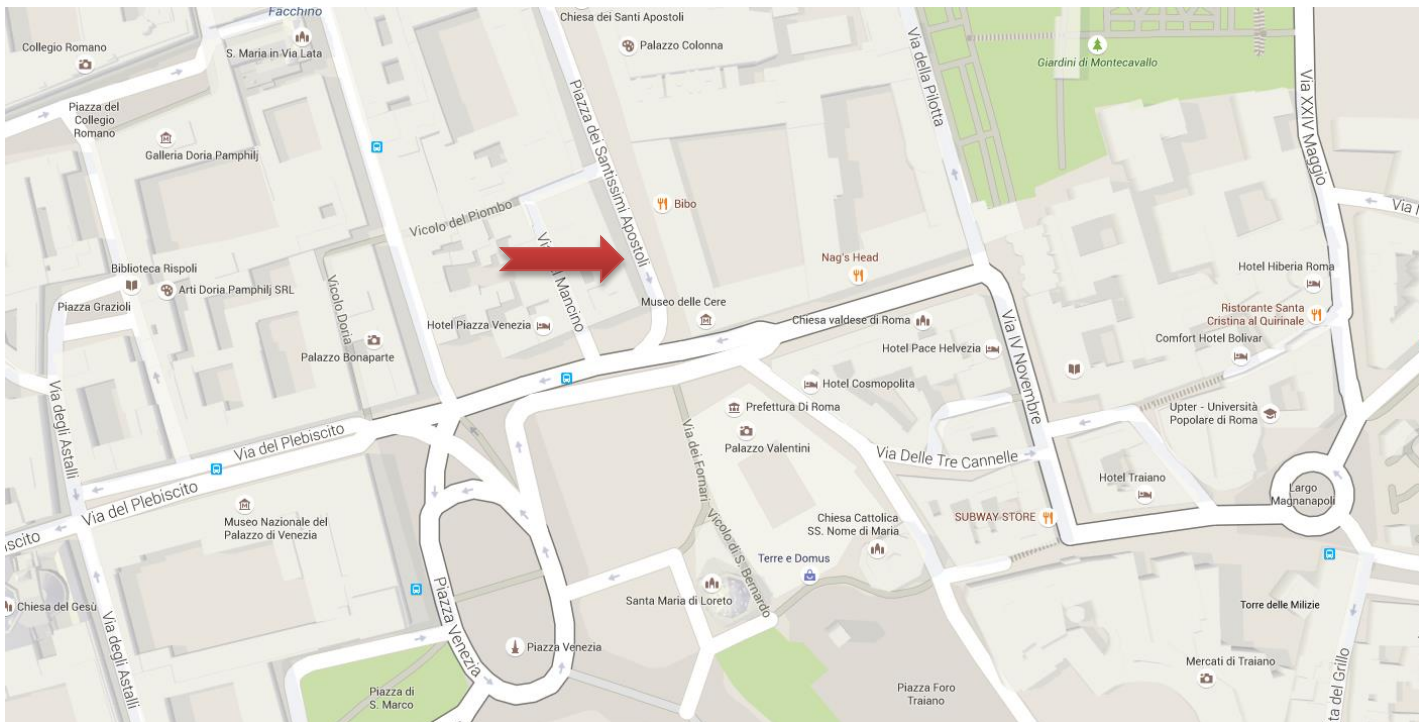 Facchino
Collegio Romano
S. Maria in Via Lata
Piazza del
Collegio
Romano
Galleria Doria Pamphilj
Chiesa dei Santi Apostoli
Palazzo Colonna
Piazza dei Santissimi Apostoli
Via della Pilotta
Giardini di Montecavallo
Via XXIV Maggio
Bibo
Vicolo del Piombo
Mancino
Nag's Head
Biblioteca Rispoli
Piazza Grazioli
Arti Doria Pamphilj SRL
Vicolo Doria
Palazzo Bonaparte
Hotel Piazza Venezia
Museo delle Cere
Chiesa valdese di Roma
Hotel Pace Helvezia
Hotel Cosmopolita
Via IV Novembre
Hotel Hiberia Roma
Ristorante Santa
Cristina al Quirinale
Comfort Hotel Bolivar
Upter - Università
Popolare di Roma
Via degli Astalli
Via del Plebiscito
Via del Plebiscito
Prefettura Di Roma
Palazzo Valentini
Via dei Fornari
Via Delle Tre Cannelle
Hotel Traiano
Largo
Magnanapoli
Museo Nazionale del
Palazzo di Venezia
Chiesa Cattolica
SS. Nome di Maria
SUBWAY STORE
Vicolo di S. Bernardo
Terre e Domus
Santa Maria di Loreto
Chiesa del Gesù
Via degli Astalli
Piazza Venezia
Piazza Venezia
Piazza di
S. Marco
Piazza Foro
Traiano
Torre delle Milizie
Mercati di Traiano
ta del Grillo